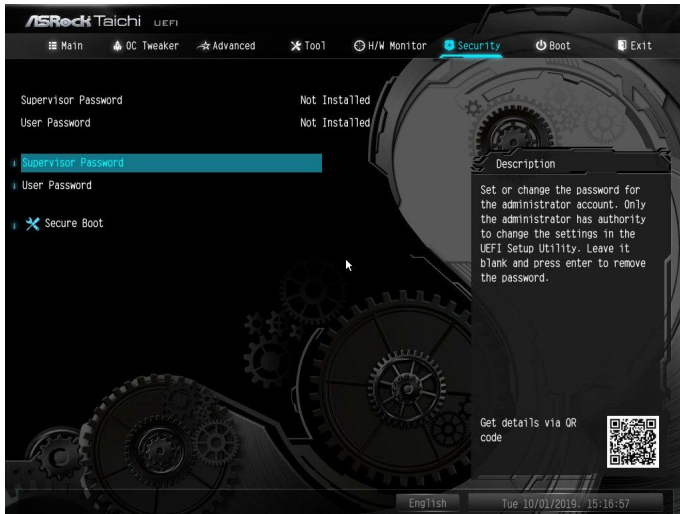 ASRock Taichi UEFI
Main OC Tweaker Advanced Tool H/W Monitor Security Boot Exit
Supervisor Password Not Installed
User Password Not Installed
Supervisor Password
User Password
Secure Boot
Description
Set or change the password for
the administrator account. Only
the administrator has authority
to change the settings in the
UEFI Setup Utility. Leave it
blank and press enter to remove
the password.
Get details via QR
code
English Tue 10/01/2019. 15:16:57